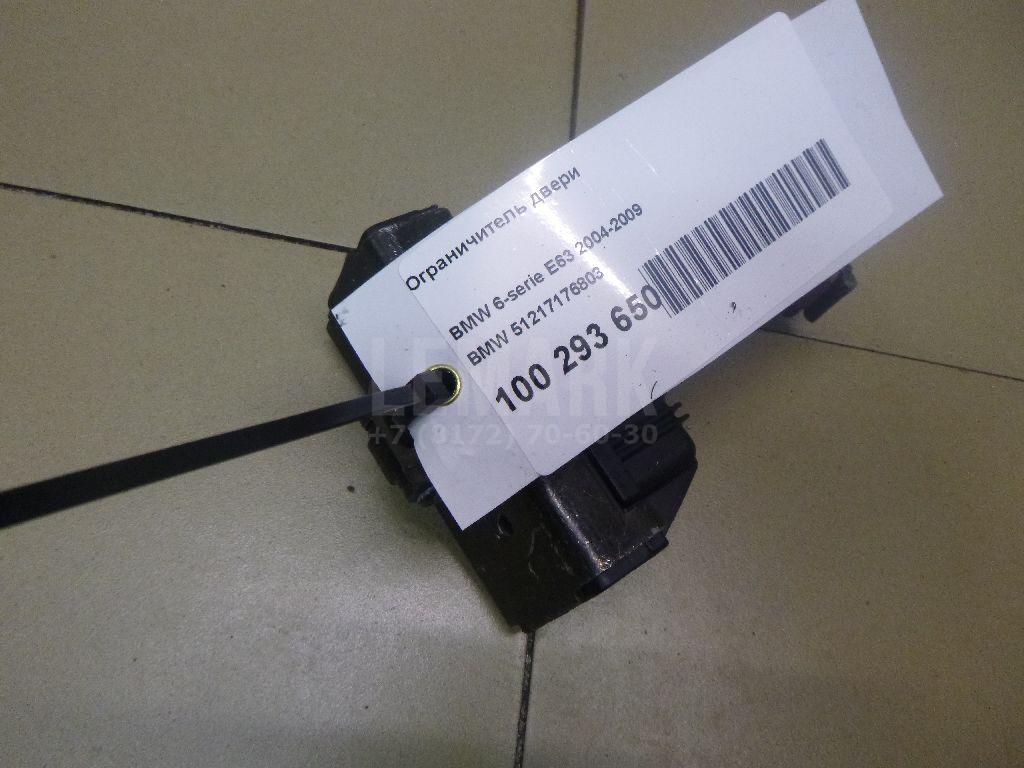 Ограничитель двери
BMW 6-serie E63 2004-2009
BMW 51217176803
100 293 650
LEMARK
+7 (8172) 70-60-30